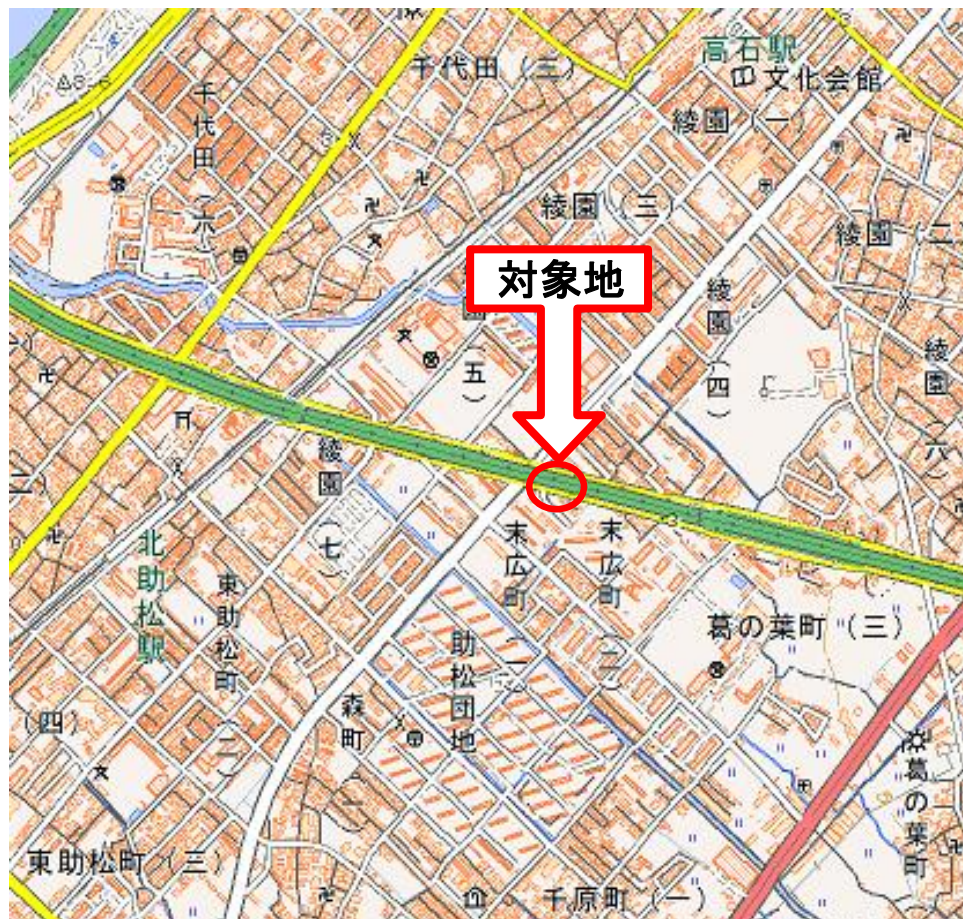 千代田（三）
高石駅
文化会館
千代田（六）
綾園（一）
綾園（三）
綾園（二）
対象地
綾園（四）
（五）
綾園（六）
綾園（七）
北助松駅
東助松町（二）
末広町（一）
末広町（二）
葛の葉町（三）
助松団地
森町（一）
（四）
葛の葉町
東助松町（三）
千原町（一）